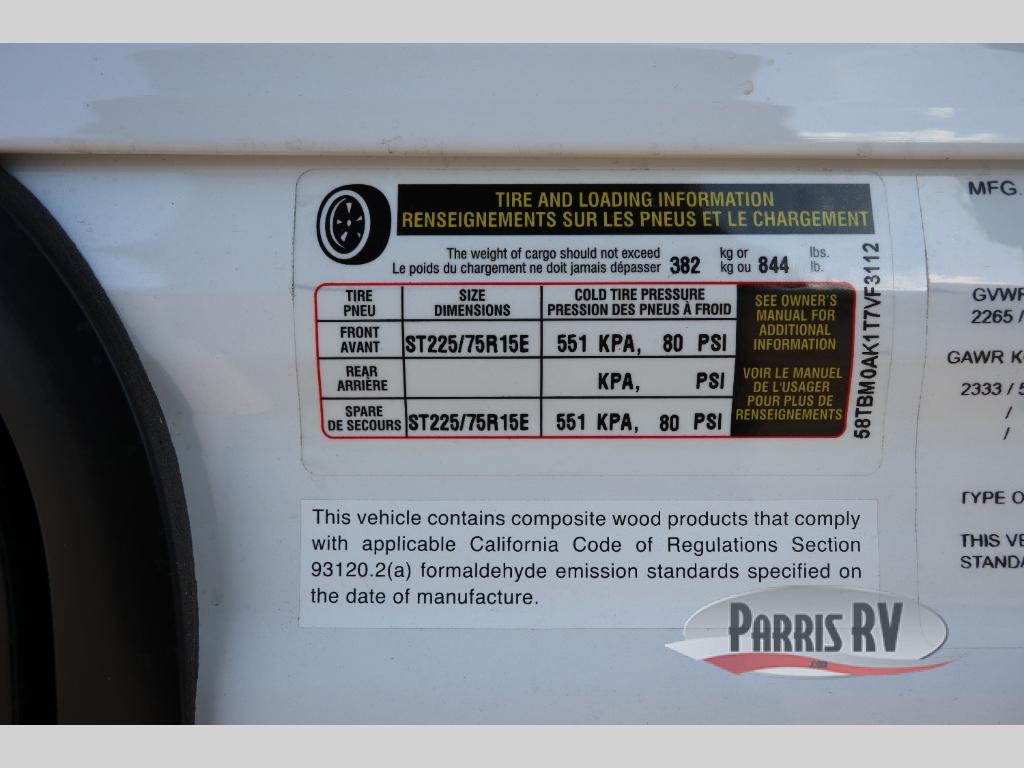 TIRE AND LOADING INFORMATION
RENSEIGNEMENTS SUR LES PNEUS ET LE CHARGEMENT
The weight of cargo should not exceed kg or lbs.
Le poids du chargement ne doit jamais dépasser 382 kg ou 844 lb.
TIRE SIZE COLD TIRE PRESSURE
PNEU DIMENSIONS PRESSION DES PNEUS À FROID
FRONT
AVANT ST225/75R15E 551 KPA, 80 PSI
REAR
ARRIÈRE KPA, PSI
SPARE
DE SECOURS ST225/75R15E 551 KPA, 80 PSI
SEE OWNER'S
MANUAL FOR
ADDITIONAL
INFORMATION
VOIR LE MANUEL
DE L'USAGER
POUR PLUS DE
RENSEIGNEMENTS
58TBM0AK1T7VF3112
This vehicle contains composite wood products that comply
with applicable California Code of Regulations Section
93120.2(a) formaldehyde emission standards specified on
the date of manufacture.
MFG.
GVWR
2265 /
GAWR K
2333 / 5
/
/
TYPE O
THIS VE
STANDA
PARRIS RV
.com